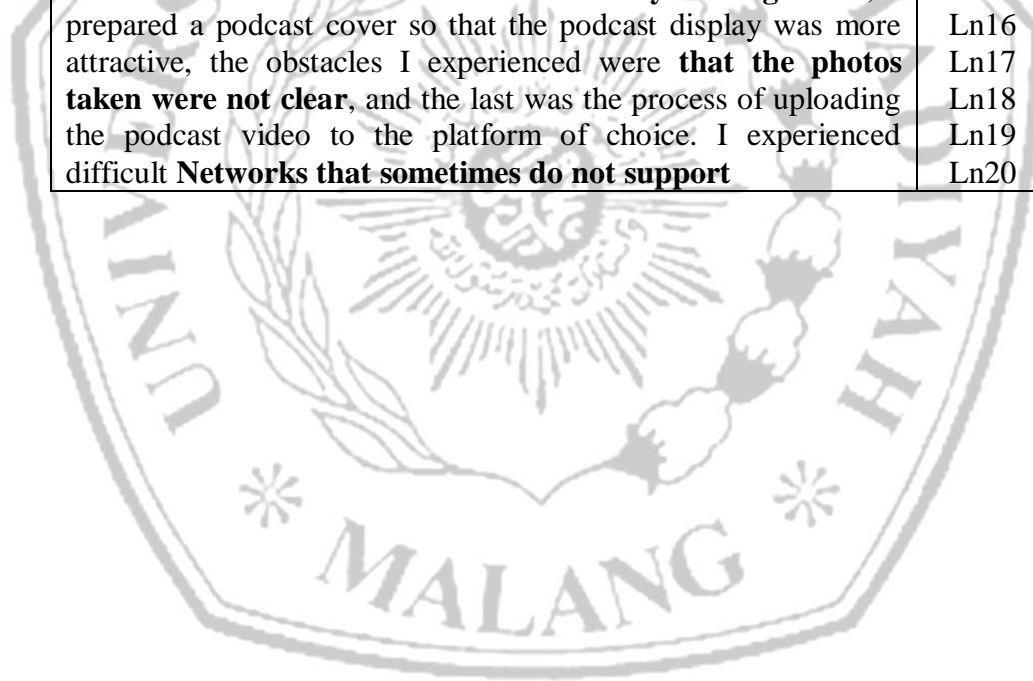 prepared a podcast cover so that the podcast display was more Ln16
attractive, the obstacles I experienced were that the photos Ln17
taken were not clear, and the last was the process of uploading Ln18
the podcast video to the platform of choice. I experienced Ln19
difficult Networks that sometimes do not support Ln20
MALANG